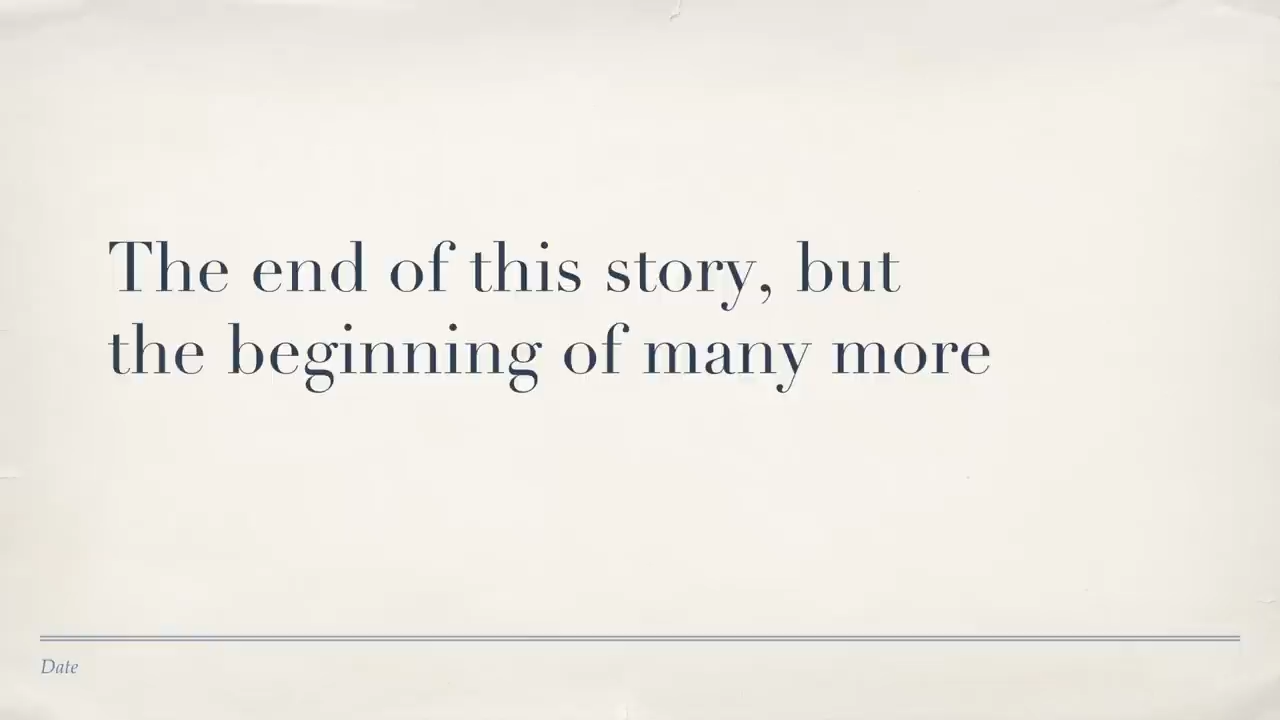 The end of this story, but
the beginning of many more
Date